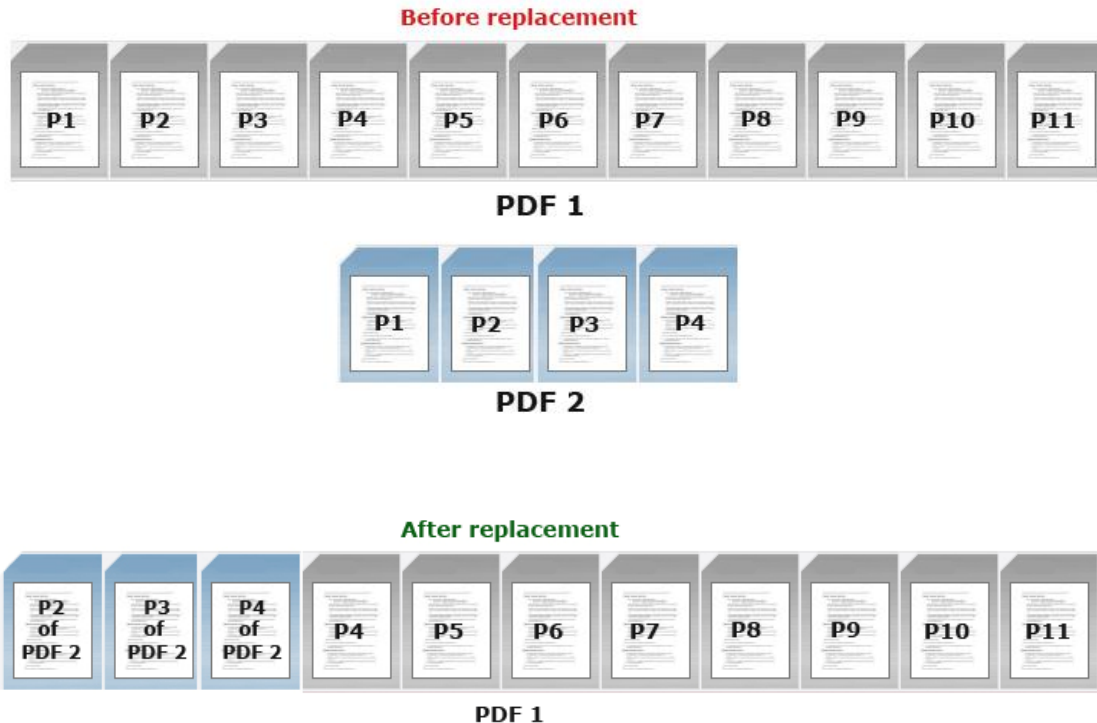 Before replacement
P1 P2 P3 P4 P5 P6 P7 P8 P9 P10 P11
PDF 1
P1 P2 P3 P4
PDF 2
After replacement
P2 of PDF 2
P3 of PDF 2
P4 of PDF 2
P4 P5 P6 P7 P8 P9 P10 P11
PDF 1